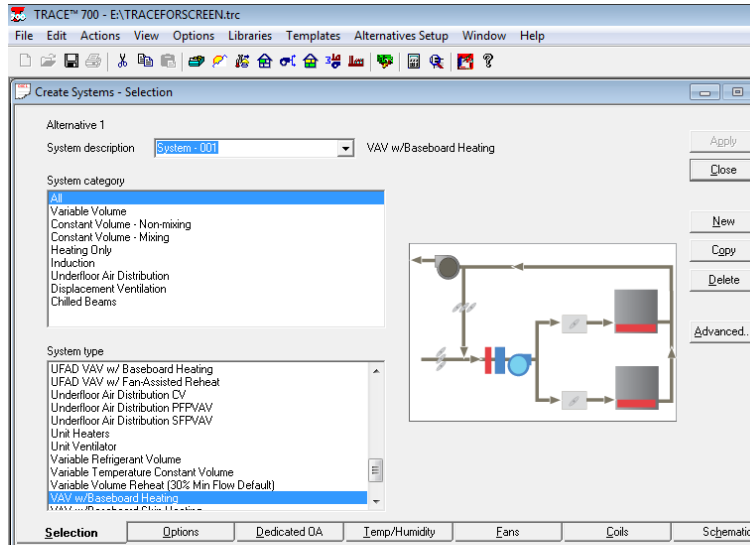 TRACE™ 700 - E:\TRACEFORSCREEN.trc
File Edit Actions View Options Libraries Templates Alternatives Setup Window Help
Create Systems - Selection
Alternative 1
System description System - 001 VAV w/Baseboard Heating
Apply
Close
System category
All
Variable Volume
Constant Volume - Non-mixing
Constant Volume - Mixing
Heating Only
Induction
Underfloor Air Distribution
Displacement Ventilation
Chilled Beams
New
Copy
Delete
Advanced..
System type
UFAD VAV w/ Baseboard Heating
UFAD VAV w/ Fan-Assisted Reheat
Underfloor Air Distribution CV
Underfloor Air Distribution PFPVAV
Underfloor Air Distribution SFPVAV
Unit Heaters
Unit Ventilator
Variable Refrigerant Volume
Variable Temperature Constant Volume
Variable Volume Reheat (30% Min Flow Default)
VAV w/Baseboard Heating
VAV w/Baseboard Skin Heating
Selection Options Dedicated OA Temp/Humidity Fans Coils Schematic